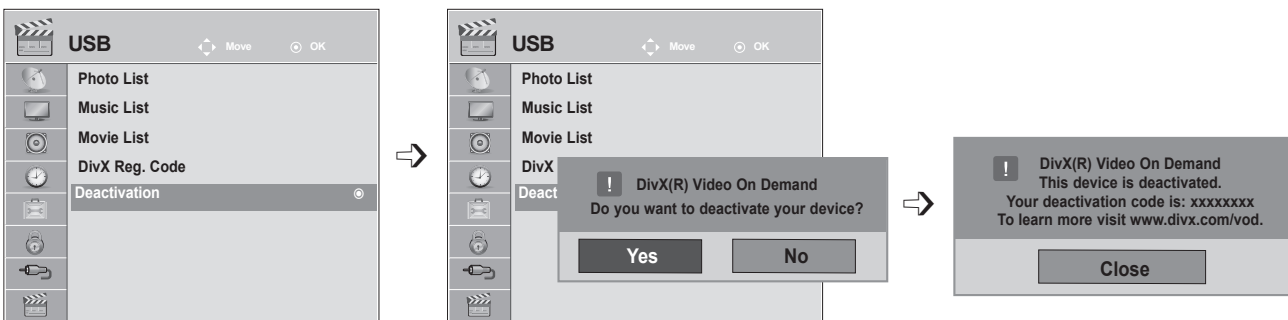 USB Move OK
Photo List
Music List
Movie List
DivX Reg. Code
Deactivation
USB Move OK
Photo List
Music List
Movie List
DivX
Deact
! DivX(R) Video On Demand
Do you want to deactivate your device?
Yes No
! DivX(R) Video On Demand
This device is deactivated.
Your deactivation code is: xxxxxxxx
To learn more visit www.divx.com/vod.
Close